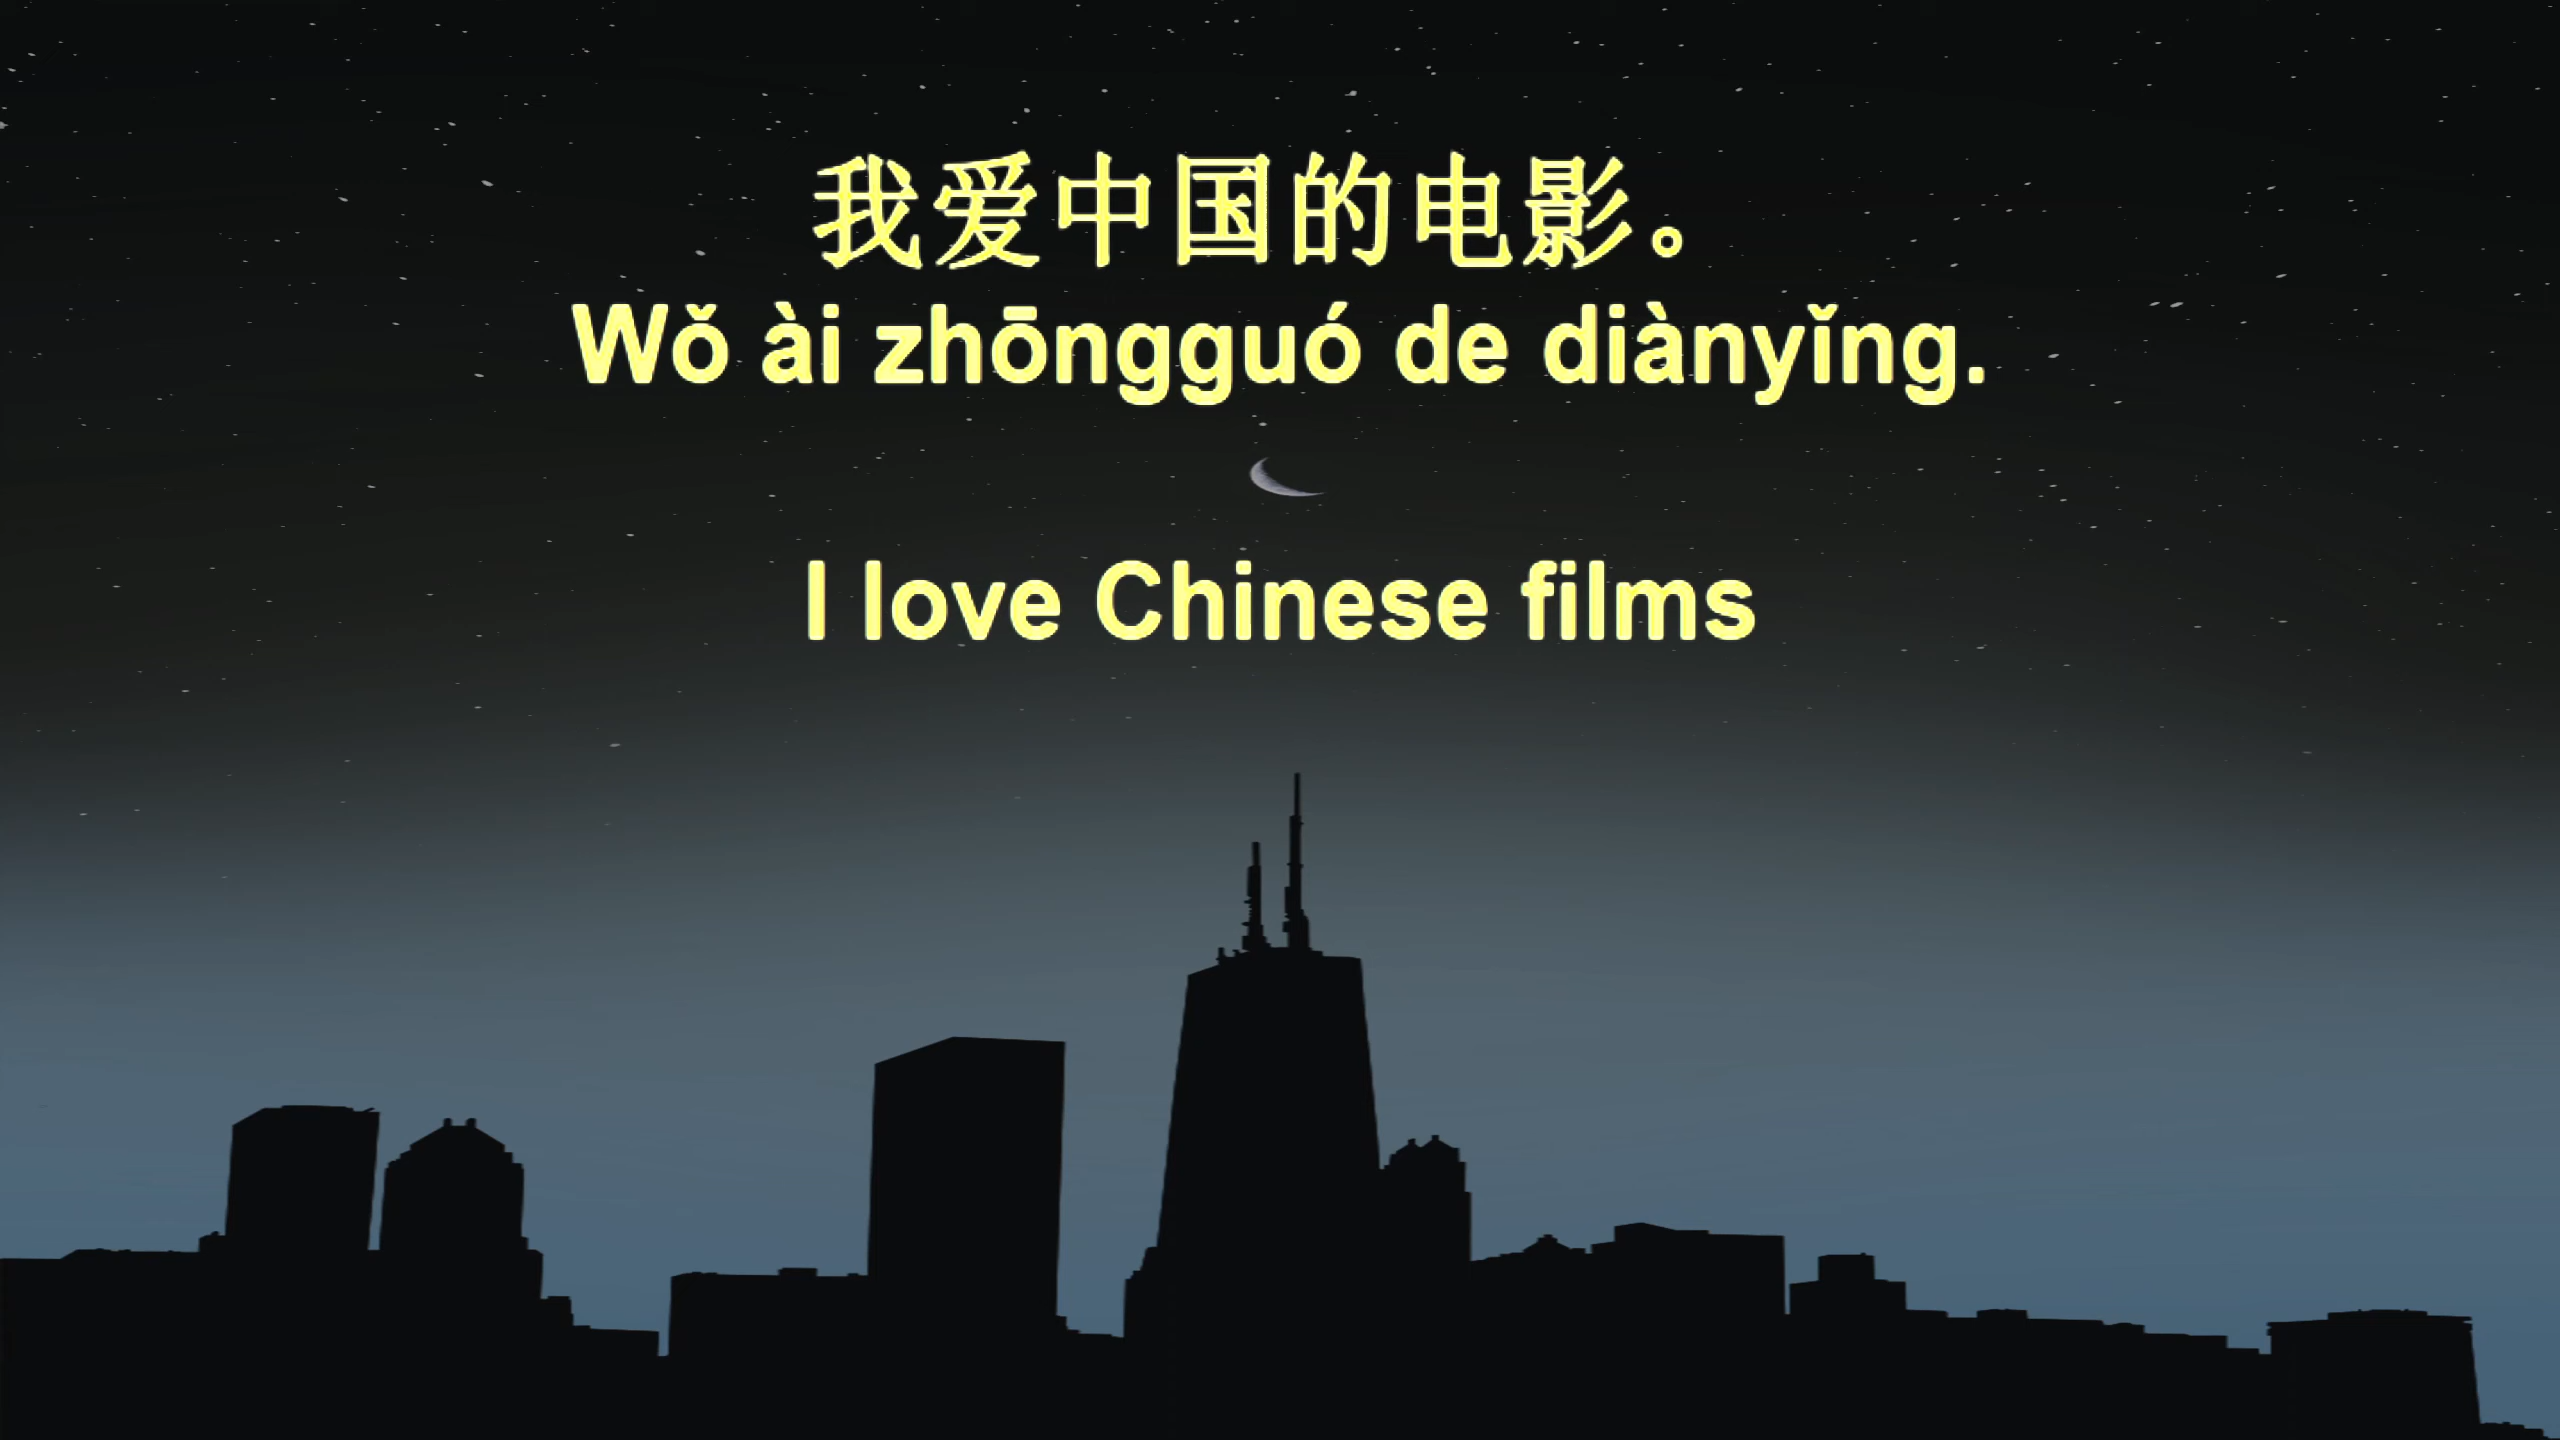 我爱中国的电影。
Wǒ ài zhōngguó de diànyǐng.
I love Chinese films